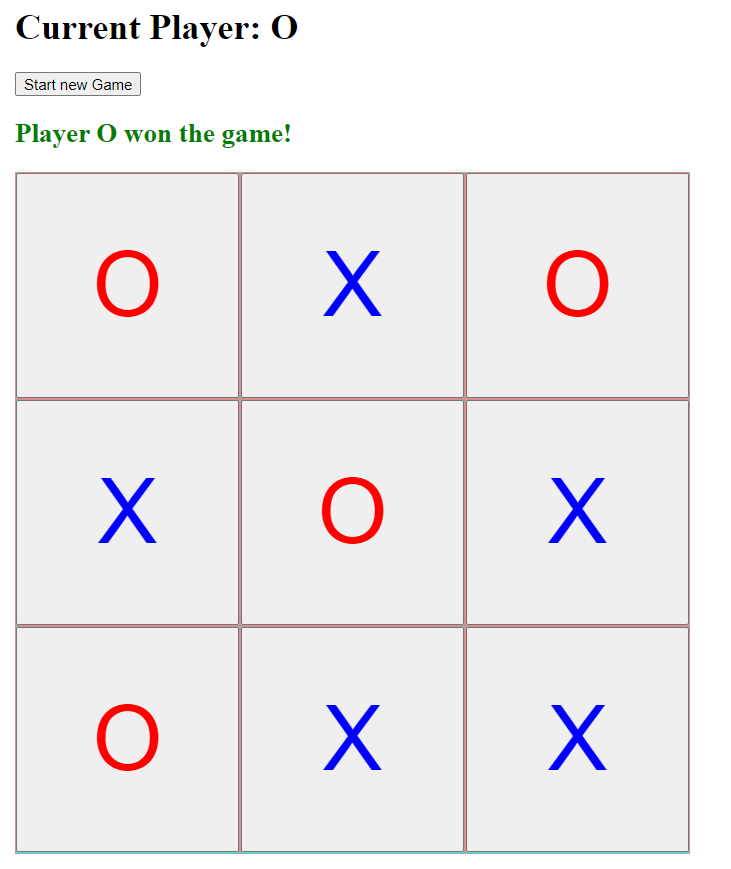 Current Player: O
Start new Game
Player O won the game!
O X O
X O X
O X X